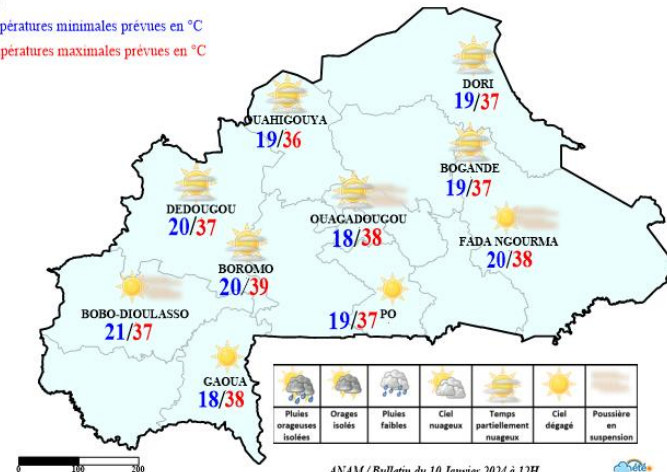 pératures minimales prévues en °C
pératures maximales prévues en °C
DORI
19/37
OUAHIGOUYA
19/36
BOGANDE
19/37
DEDOUGOU
20/37
OUAGADOUGOU
18/38
FADA NGOURMA
20/38
BOROMO
20/39
BOBO-DIOULASSO
21/37
19/37 PO
GAOUA
18/38
Pluies orageuses isolées
Orages isolés
Pluies faibles
Ciel nuageux
Temps partiellement nuageux
Ciel dégagé
Poussière en suspension
0 100 200
ANAM / Bulletin du 10 Janvier 2024 à 12H